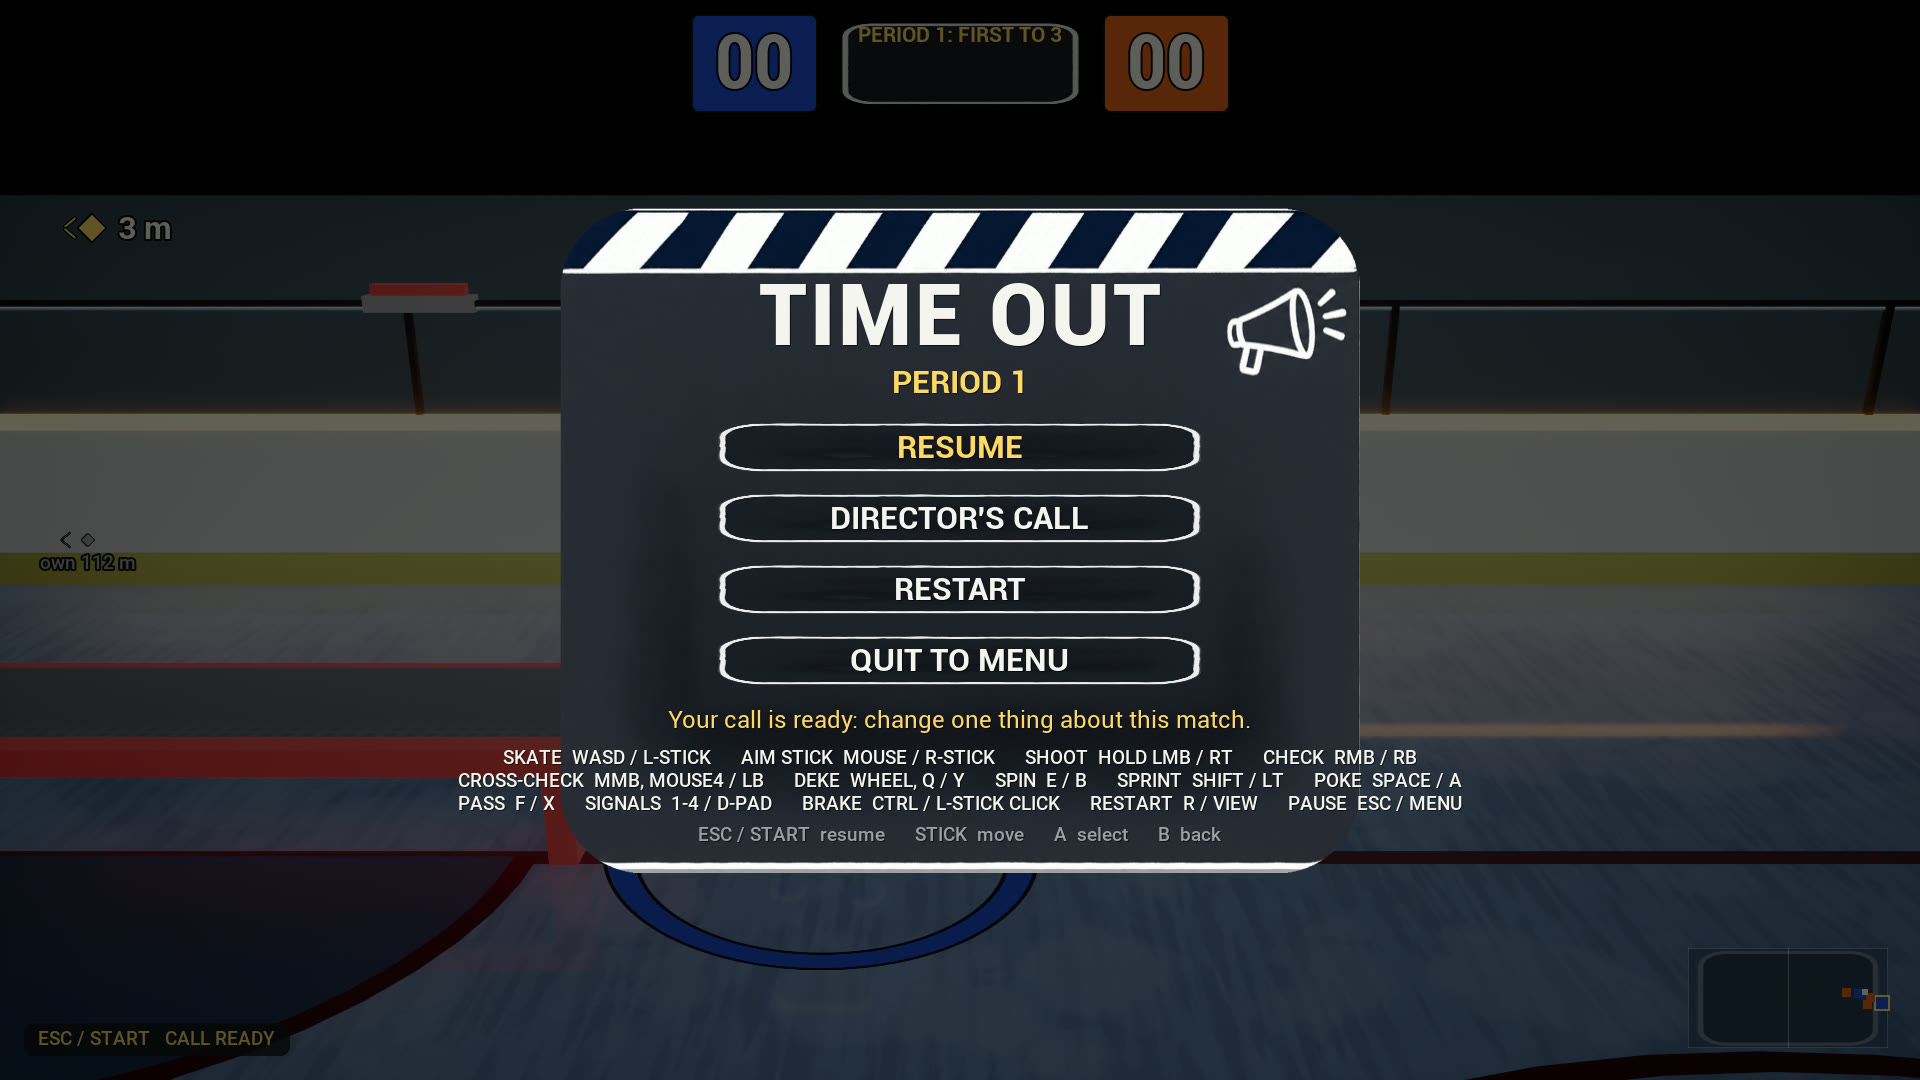 00
PERIOD 1: FIRST TO 3
00
3 m
TIME OUT
PERIOD 1
RESUME
DIRECTOR'S CALL
own 112 m
RESTART
QUIT TO MENU
Your call is ready: change one thing about this match.
SKATE WASD / L-STICK AIM STICK MOUSE / R-STICK SHOOT HOLD LMB / RT CHECK RMB / RB
CROSS-CHECK MMB, MOUSE4 / LB DEKE WHEEL, Q / Y SPIN E / B SPRINT SHIFT / LT POKE SPACE / A
PASS F / X SIGNALS 1-4 / D-PAD BRAKE CTRL / L-STICK CLICK RESTART R / VIEW PAUSE ESC / MENU
ESC / START resume STICK move A select B back
ESC / START CALL READY